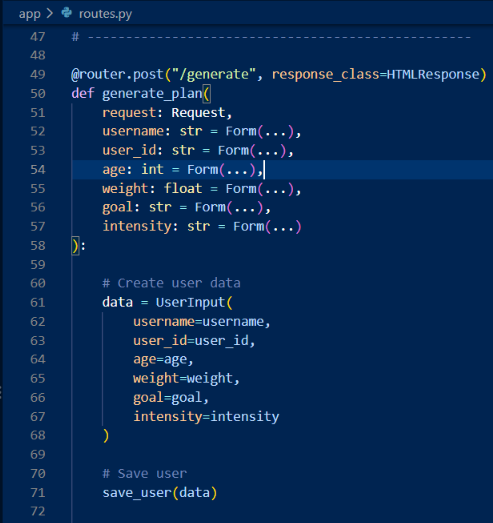 app > routes.py
47 # --------------------------------------------------
48
49 @router.post("/generate", response_class=HTMLResponse)
50 def generate_plan(
51     request: Request,
52     username: str = Form(...),
53     user_id: str = Form(...),
54     age: int = Form(...),
55     weight: float = Form(...),
56     goal: str = Form(...),
57     intensity: str = Form(...)
58 ):
59
60     # Create user data
61     data = UserInput(
62         username=username,
63         user_id=user_id,
64         age=age,
65         weight=weight,
66         goal=goal,
67         intensity=intensity
68     )
69
70     # Save user
71     save_user(data)
72